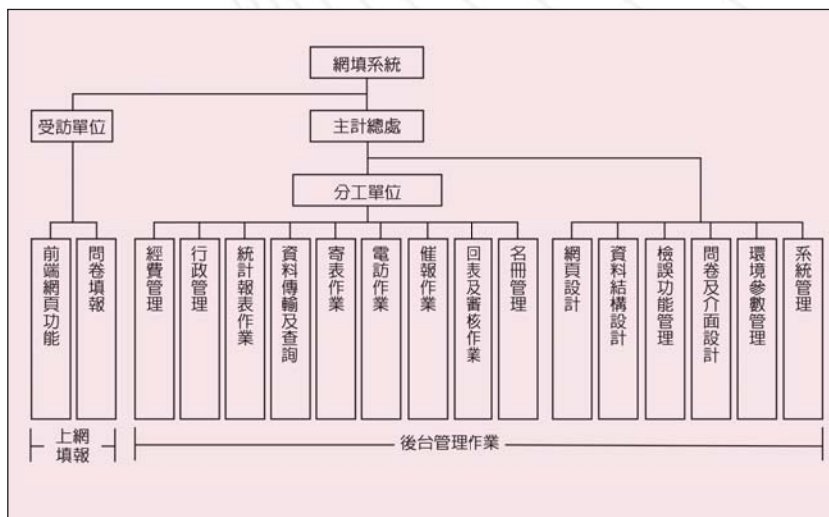 網填系統
受訪單位
主計總處
分工單位
前端網頁功能
問卷填報
經費管理
行政管理
統計報表作業
資料傳輸及查詢
寄表作業
電訪作業
催報作業
回表及審核作業
名冊管理
網頁設計
資料結構設計
檢誤功能管理
問卷及介面設計
環境參數管理
系統管理
上網
填報
後台管理作業